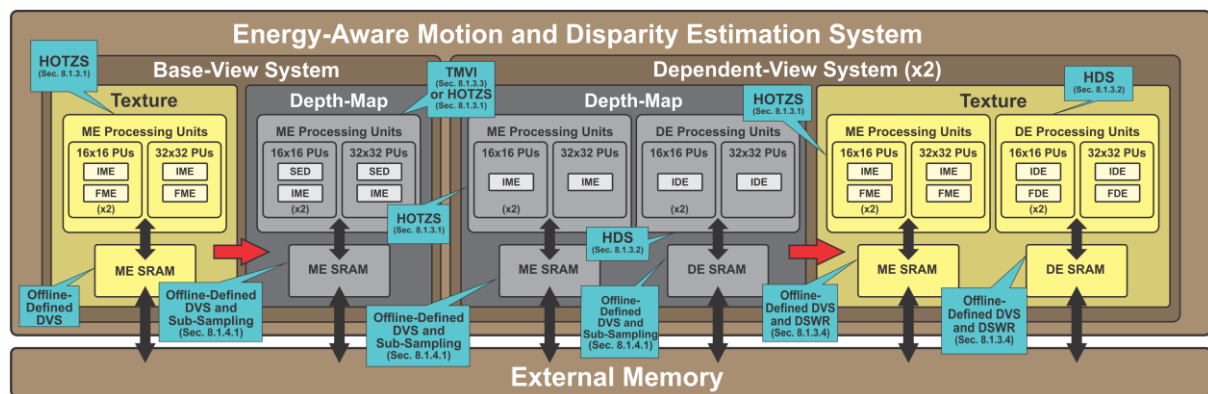 Energy-Aware Motion and Disparity Estimation System
Base-View System
Dependent-View System (x2)
HOTZS
(Sec. 8.1.3.1)
Texture
ME Processing Units
16x16 PUs
32x32 PUs
IME
IME
FME
FME
(x2)
ME SRAM
Offline-
Defined
DVS
Depth-Map
TMVI
(Sec. 8.1.3.3)
or HOTZS
(Sec. 8.1.3.1)
ME Processing Units
16x16 PUs
32x32 PUs
SED
SED
IME
IME
(x2)
ME SRAM
Offline-Defined
DVS and
Sub-Sampling
(Sec. 8.1.4.1)
Depth-Map
ME Processing Units
16x16 PUs
32x32 PUs
IME
IME
(x2)
HOTZS
(Sec. 8.1.3.1)
ME SRAM
Offline-Defined
DVS and
Sub-Sampling
(Sec. 8.1.4.1)
DE Processing Units
16x16 PUs
32x32 PUs
IDE
IDE
(x2)
HDS
(Sec. 8.1.3.2)
DE SRAM
Offline-
Defined
DVS and
Sub-Sampling
(Sec. 8.1.4.1)
Texture
HOTZS
(Sec. 8.1.3.1)
ME Processing Units
16x16 PUs
32x32 PUs
IME
IME
FME
FME
(x2)
ME SRAM
Offline-
Defined DVS
and DSWR
(Sec. 8.1.3.4)
HDS
(Sec. 8.1.3.2)
DE Processing Units
16x16 PUs
32x32 PUs
IDE
IDE
FDE
FDE
(x2)
DE SRAM
Offline-
Defined DVS
and DSWR
(Sec. 8.1.3.4)
External Memory